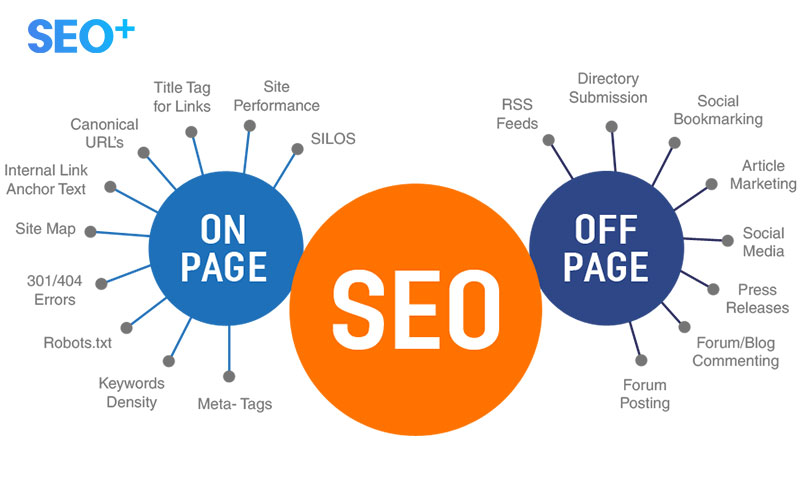 SEO+
Title Tag
for Links
Site
Performance
SILOS
Canonical
URL's
Internal Link
Anchor Text
Site Map
301/404
Errors
Robots.txt
Keywords
Density
Meta- Tags
ON
PAGE
SEO
OFF
PAGE
RSS
Feeds
Directory
Submission
Social
Bookmarking
Article
Marketing
Social
Media
Press
Releases
Forum/Blog
Commenting
Forum
Posting